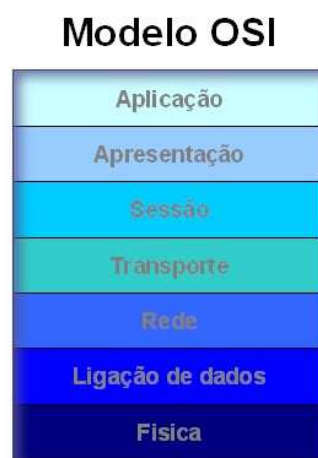 Modelo OSI
Aplicação
Apresentação
Sessão
Transporte
Rede
Ligação de dados
Fisica